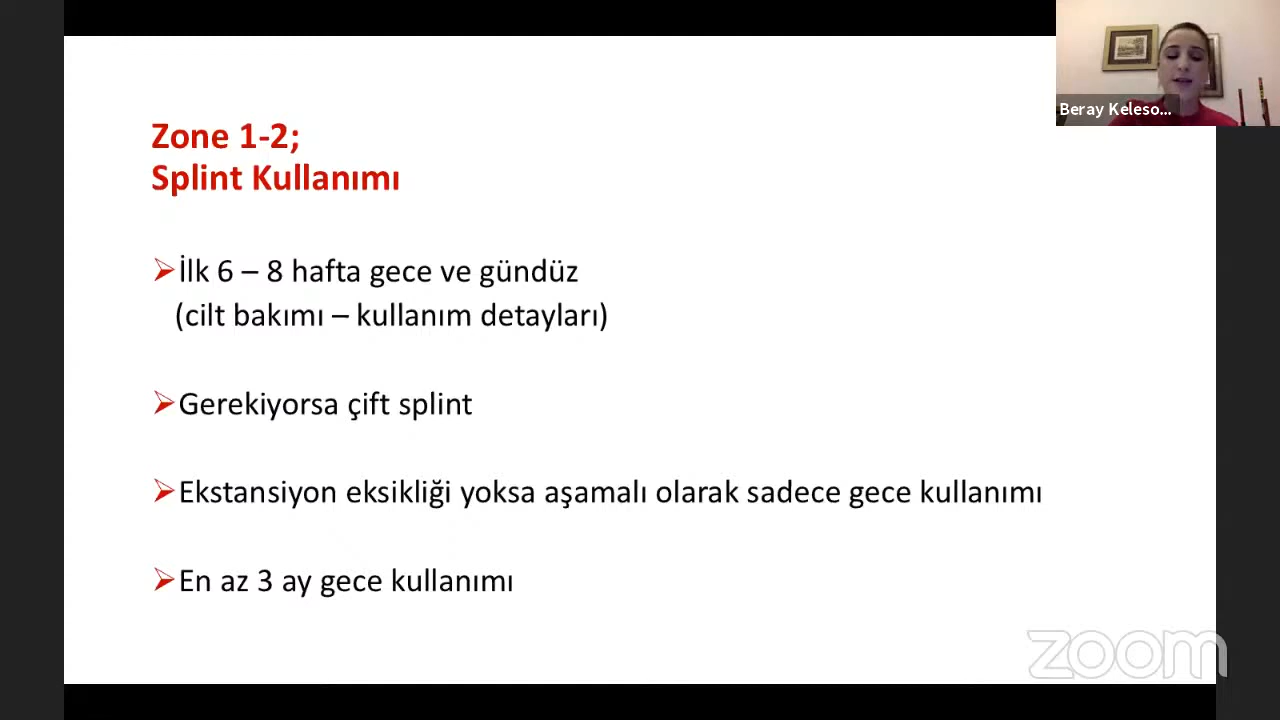 Beray Keleso...
Zone 1-2;
Splint Kullanımı
➢İlk 6 – 8 hafta gece ve gündüz
(cilt bakımı – kullanım detayları)
➢Gerekiyorsa çift splint
➢Ekstansiyon eksikliği yoksa aşamalı olarak sadece gece kullanımı
➢En az 3 ay gece kullanımı
zoom